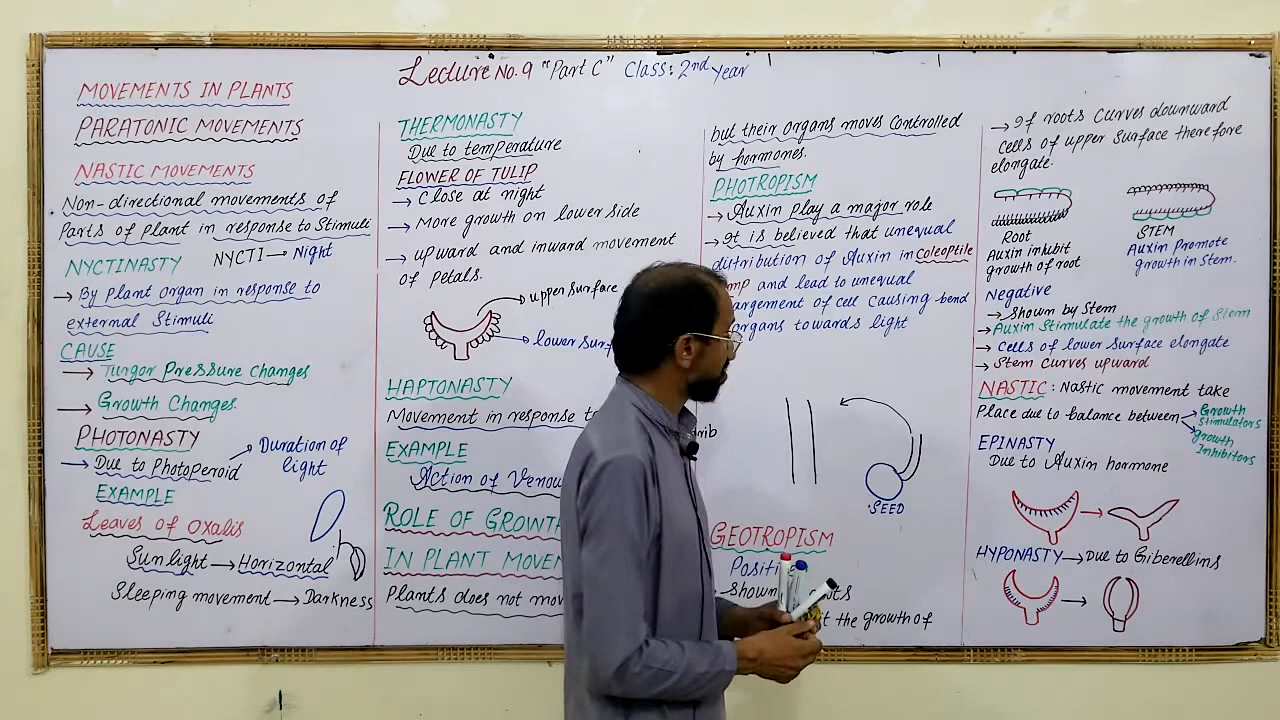 Lecture No. 9 "Part C" Class: 2nd Year
MOVEMENTS IN PLANTS
PARATONIC MOVEMENTS
NASTIC MOVEMENTS
Non-directional movements of
Parts of plant in response to Stimuli
NYCTINASTY NYCTI → Night
→ By plant organ in response to
external Stimuli
CAUSE
→ Turgor Pressure changes
→ Growth Changes.
PHOTONASTY
→ Due to Photoperoid → Duration of
light
EXAMPLE
Leaves of Oxalis
Sunlight → Horizontal
Sleeping movement → Darkness
THERMONASTY
Due to temperature
FLOWER OF TULIP
→ Close at night
→ More growth on lower side
→ upward and inward movement
of petals.
upper surface
lower surf
HAPTONASTY
Movement in response to
EXAMPLE
Action of Venou
ROLE OF GROWTH
IN PLANT MOVEM
Plants does not mov
but their organs moves controlled
by hormones.
PHOTROPISM
→ Auxin play a major role
→ It is believed that unequal
distribution of Auxin in coleoptile
and lead to unequal
argement of cell causing bend
organs towards light
SEED
GEOTROPISM
Positi
Shown
the growth of
→ If roots curves downward
cells of upper surface therefore
elongate.
ROOT
Auxin inhibit
growth of root
STEM
Auxin Promote
growth in Stem.
Negative
→ Shown by Stem
→ Auxin Stimulate the growth of Stem
→ Cells of lower surface elongate
→ Stem Curves upward
NASTIC: Nastic movement take
Place due to balance between Growth
Stimulators
growth
Inhibitors
EPINASTY
Due to Auxin hormone
HYPONASTY → Due to Giberellins